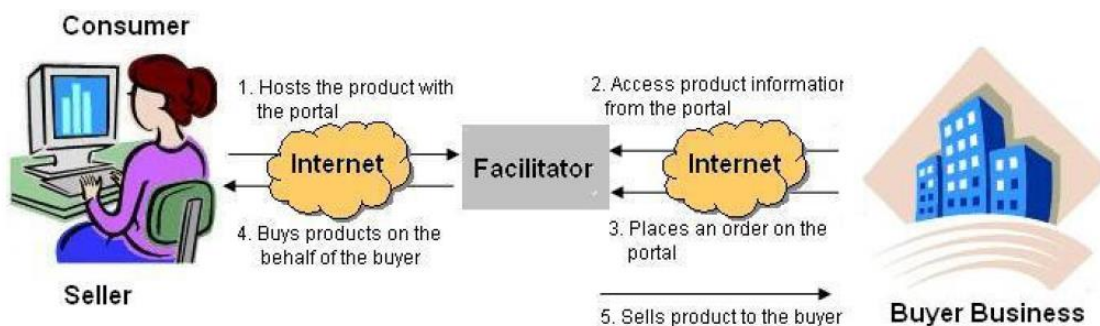 Consumer
1. Hosts the product with
the portal
Internet
4. Buys products on the
behalf of the buyer
Seller
Facilitator
2. Access product information
from the portal
Internet
3. Places an order on the
portal
5. Sells product to the buyer
Buyer Business